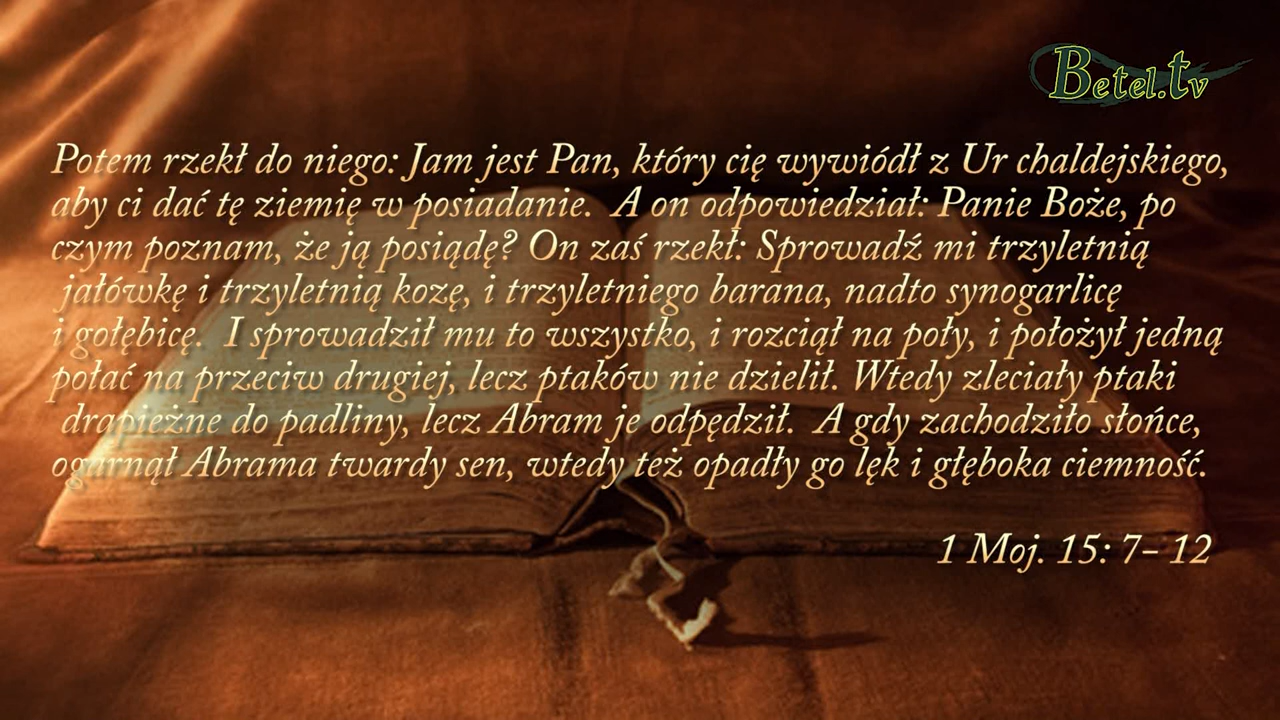 Betel.tv
Potem rzekł do niego: Jam jest Pan, który cię wywiódł z Ur chaldejskiego,
aby ci dać tę ziemię w posiadanie. A on odpowiedział: Panie Boże, po
czym poznam, że ją posiądę? On zaś rzekł: Sprowadź mi trzyletnią
jałówkę i trzyletnią kozę, i trzyletniego barana, nadto synogarlicę
i gołębicę. I sprowadził mu to wszystko, i rozciął na poły, i położył jedną
połać na przeciw drugiej, lecz ptaków nie dzielił. Wtedy zleciały ptaki
drapieżne do padliny, lecz Abram je odpędził. A gdy zachodziło słońce,
ogarnął Abrama twardy sen, wtedy też opadły go lęk i głęboka ciemność.
1 Moj. 15: 7– 12